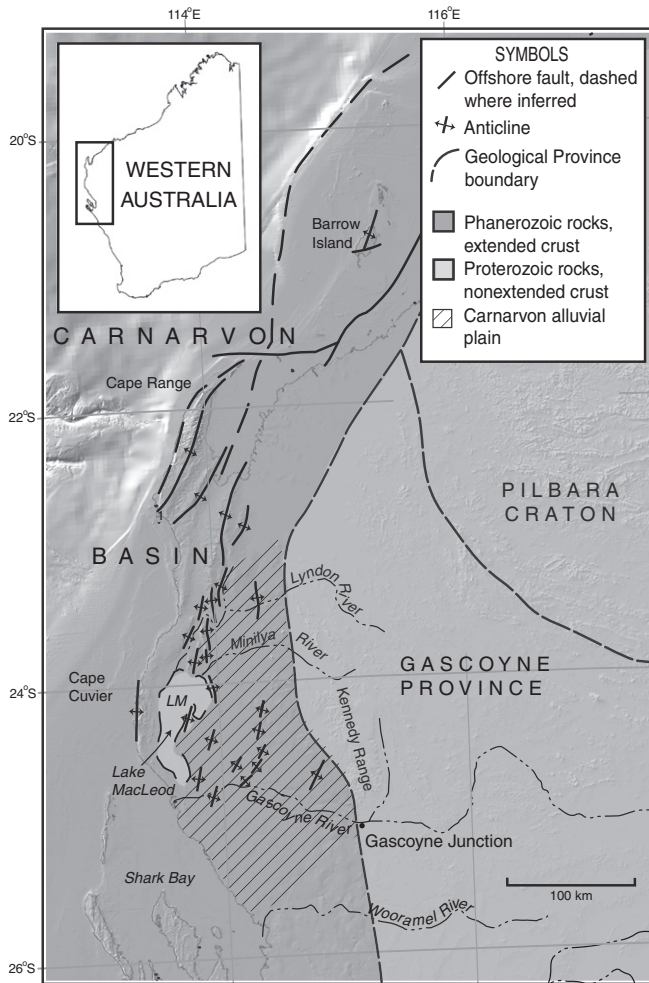 114°E
116°E
20°S
22°S
24°S
26°S
WESTERN
AUSTRALIA
SYMBOLS
Offshore fault, dashed
where inferred
Anticline
Geological Province
boundary
Phanerozoic rocks,
extended crust
Proterozoic rocks,
nonextended crust
Carnarvon alluvial
plain
Barrow
Island
CARNARVON
Cape Range
PILBARA
CRATON
BASIN
Lyndon River
Minilya River
GASCOYNE
PROVINCE
Cape
Cuvier
LM
Kennedy Range
Lake
MacLeod
Gascoyne River
Gascoyne Junction
Shark Bay
100 km
Wooramel River